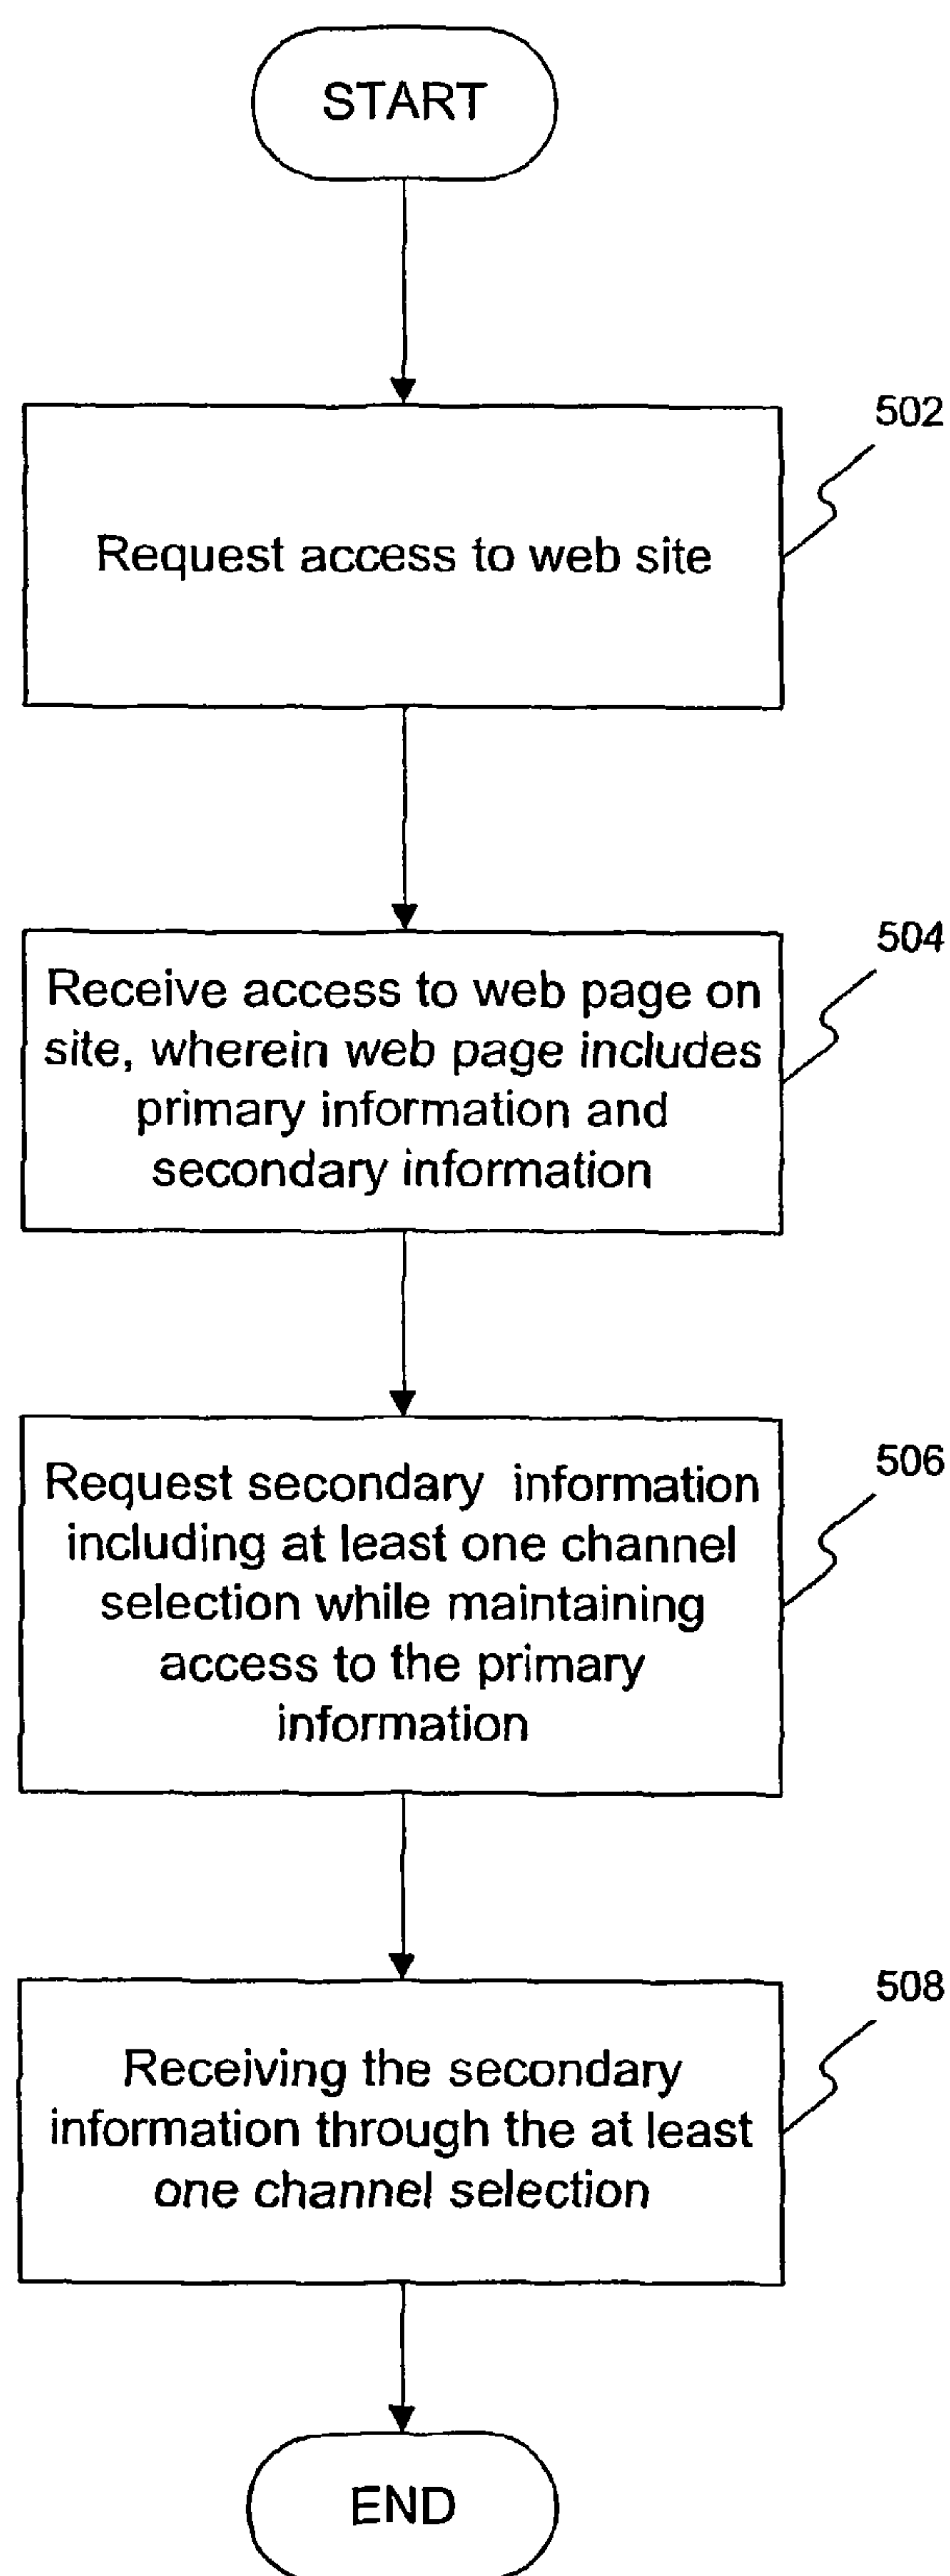 START
502
Request access to web site
504
Receive access to web page on
site, wherein web page includes
primary information and
secondary information
506
Request secondary information
including at least one channel
selection while maintaining
access to the primary
information
508
Receiving the secondary
information through the at least
one channel selection
END